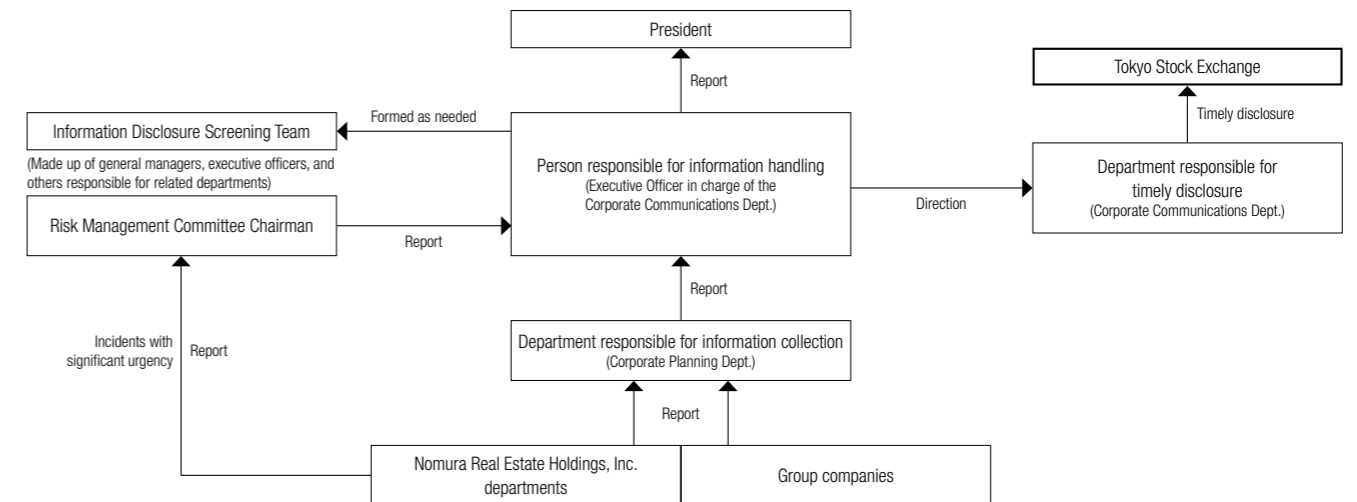 President
Report
Tokyo Stock Exchange
Formed as needed
Timely disclosure
Information Disclosure Screening Team
(Made up of general managers, executive officers, and
others responsible for related departments)
Person responsible for information handling
(Executive Officer in charge of the
Corporate Communications Dept.)
Department responsible for
timely disclosure
(Corporate Communications Dept.)
Direction
Risk Management Committee Chairman
Report
Report
Incidents with
significant urgency
Report
Department responsible for information collection
(Corporate Planning Dept.)
Report
Nomura Real Estate Holdings, Inc.
departments
Group companies